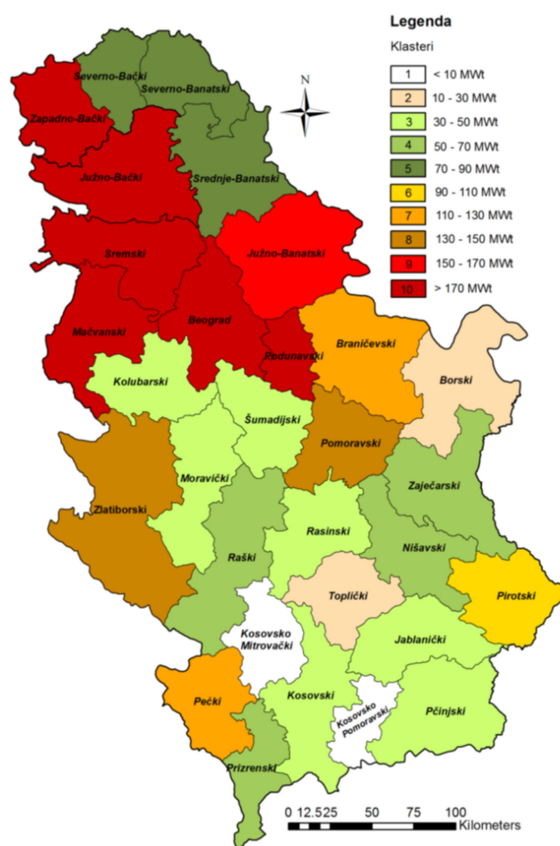 Legenda
Klasteri
1 < 10 MWt
2 10 - 30 MWt
3 30 - 50 MWt
4 50 - 70 MWt
5 70 - 90 MWt
6 90 - 110 MWt
7 110 - 130 MWt
8 130 - 150 MWt
9 150 - 170 MWt
10 > 170 MWt
N
Severno-Bački
Severno-Banatski
Zapadno-Bački
Južno-Bački
Srednje-Banatski
Sremski
Južno-Banatski
Mačvanski
Beograd
Podunavski
Braničevski
Borski
Kolubarski
Šumadijski
Pomoravski
Moravički
Zaječarski
Zlatiborski
Raški
Rasinski
Nišavski
Toplički
Pirotski
Kosovsko
Mitrovački
Jablanički
Pećki
Kosovski
Kosovsko
Pomoravski
Pčinjski
Prizrenski
0 12.525 50 75 100
Kilometers